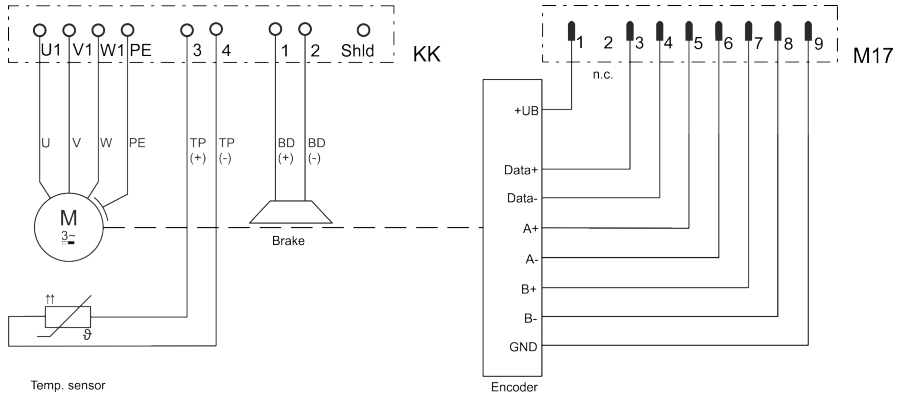 U1 V1 W1 PE 3 4 1 2 Shld
KK
1 2 3 4 5 6 7 8 9
M17
n.c.
+UB
U V W PE TP TP BD BD
(+) (-) (+) (-)
Data+
Data-
M
3~
A+
Brake
A-
B+
↑↑
B-
ϑ
GND
Temp. sensor
Encoder